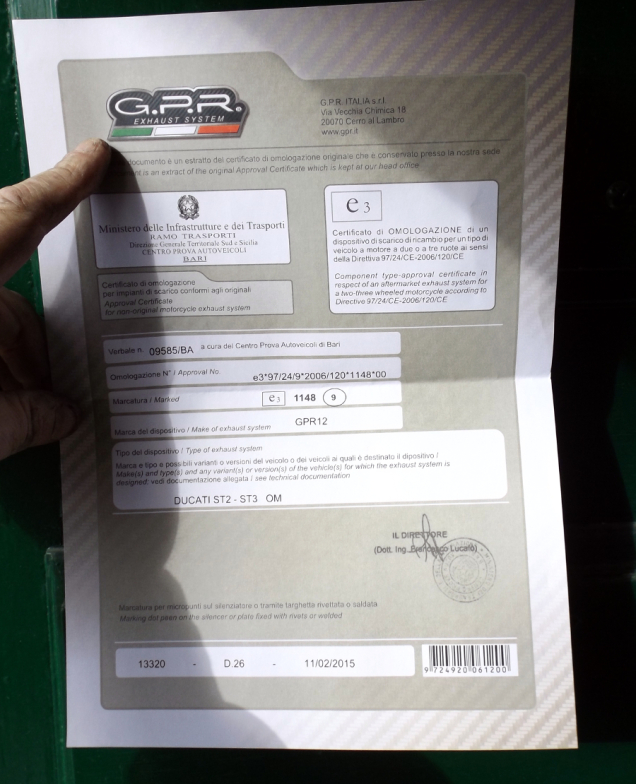 G.P.R.
EXHAUST SYSTEM
G.P.R. ITALIA s.r.l.
Via Vecchia Chimica 18
20070 Cerro al Lambro
www.gpr.it
documento è un estratto del certificato di omologazione originale che è conservato presso la nostra sede
is an extract of the original Approval Certificate which is kept at our head office
Ministero delle Infrastrutture e dei Trasporti
RAMO TRASPORTI
Direzione Generale Territoriale Sud e Sicilia
CENTRO PROVA AUTOVEICOLI
BARI
e3
Certificato di OMOLOGAZIONE di un
dispositivo di scarico di ricambio per un tipo di
veicolo a motore a due o a tre ruote ai sensi
della Direttiva 97/24/CE-2006/120/CE
Component type-approval certificate in
respect of an aftermarket exhaust system for
a two-three wheeled motorcycle according to
Directive 97/24/CE-2006/120/CE
Certificato di omologazione
per impianti di scarico conformi agli originali
Approval Certificate
for non-original motorcycle exhaust system
Verbale n. 09585/BA a cura del Centro Prova Autoveicoli di Bari
Omologazione N° / Approval No. e3*97/24/9*2006/120*1148*00
Marcatura / Marked e3 1148 9
Marca del dispositivo / Make of exhaust system GPR12
Tipo del dispositivo / Type of exhaust system
Marca e tipo e possibili varianti o versioni del veicolo o dei veicoli ai quali è destinato il dipositivo /
Make(s) and type(s) and any variant(s) or version(s) of the vehicle(s) for which the exhaust system is
designed: vedi documentazione allegata / see technical documentation
DUCATI ST2 - ST3 OM
IL DIRETTORE
(Dott. Ing. Francesco Lucato)
Marcatura per micropunti sul silenziatore o tramite targhetta rivettata o saldata
Marking dot peen on the silencer or plate fixed with rivets or welded
13320 - D.26 - 11/02/2015
9 724920 061200